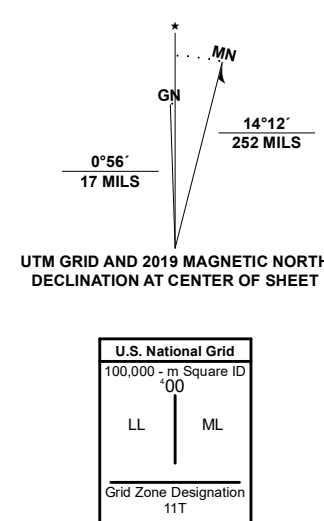 ★
MN
GN
14°12´
252 MILS
0°56´
17 MILS
UTM GRID AND 2019 MAGNETIC NORTH
DECLINATION AT CENTER OF SHEET
U.S. National Grid
100,000 - m Square ID
⁴00
LL ML
Grid Zone Designation
11T